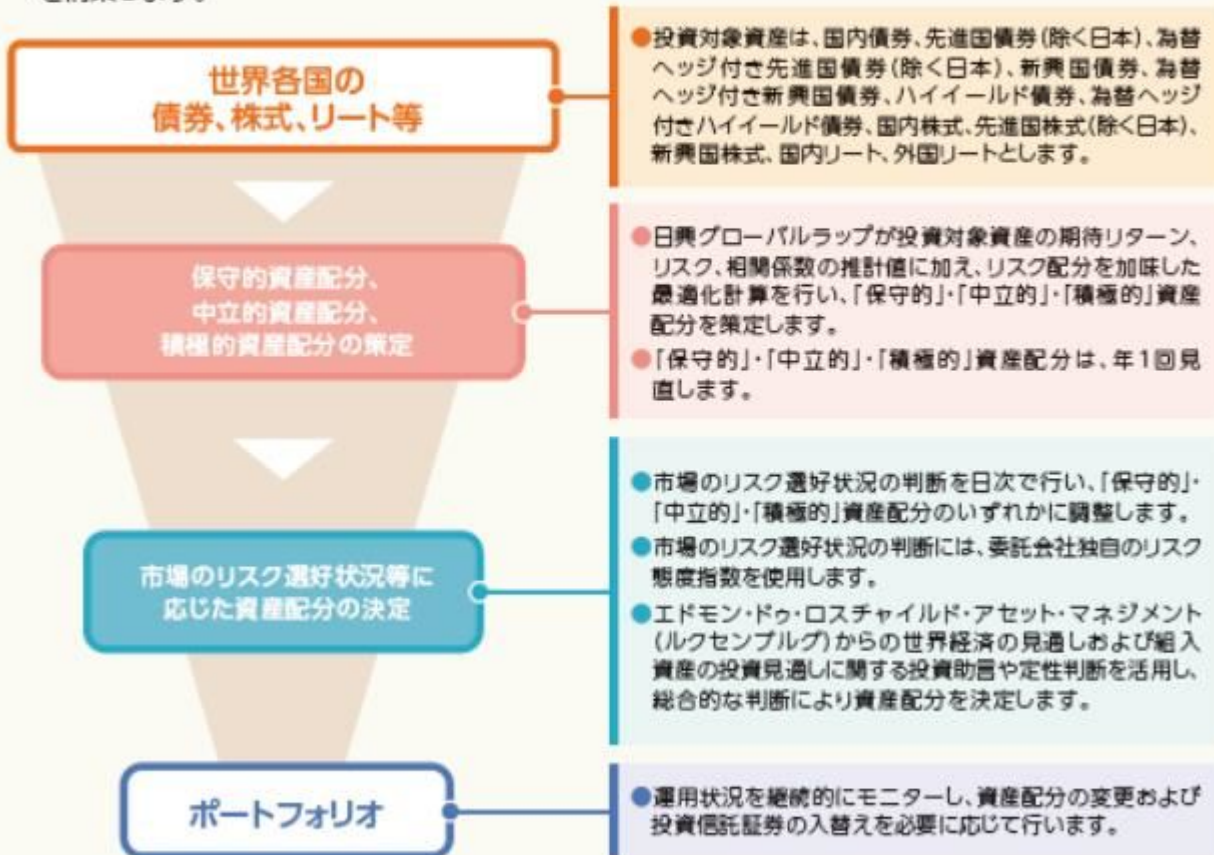 世界各国の
債券、株式、リート等
●投資対象資産は、国内債券、先進国債券(除く日本)、為替
ヘッジ付き先進国債券(除く日本)、新興国債券、為替
ヘッジ付き新興国債券、ハイイールド債券、為替ヘッジ
付きハイイールド債券、国内株式、先進国株式(除く日本)、
新興国株式、国内リート、外国リートとします。
保守的資産配分、
中立的資産配分、
積極的資産配分の策定
●日興グローバルラップが投資対象資産の期待リターン、
リスク、相関係数の推計値に加え、リスク配分を加味した
最適化計算を行い、「保守的」・「中立的」・「積極的」資産
配分を策定します。
●「保守的」・「中立的」・「積極的」資産配分は、年1回見
直します。
市場のリスク選好状況等に
応じた資産配分の決定
●市場のリスク選好状況の判断を日次で行い、「保守的」・
「中立的」・「積極的」資産配分のいずれかに調整します。
●市場のリスク選好状況の判断には、委託会社独自のリスク
態度指数を使用します。
●エドモン・ドゥ・ロスチャイルド・アセット・マネジメント
(ルクセンブルグ)からの世界経済の見通しおよび組入
資産の投資見通しに関する投資助言や定性判断を活用し、
総合的な判断により資産配分を決定します。
ポートフォリオ
●運用状況を継続的にモニターし、資産配分の変更および
投資信託証券の入替えを必要に応じて行います。